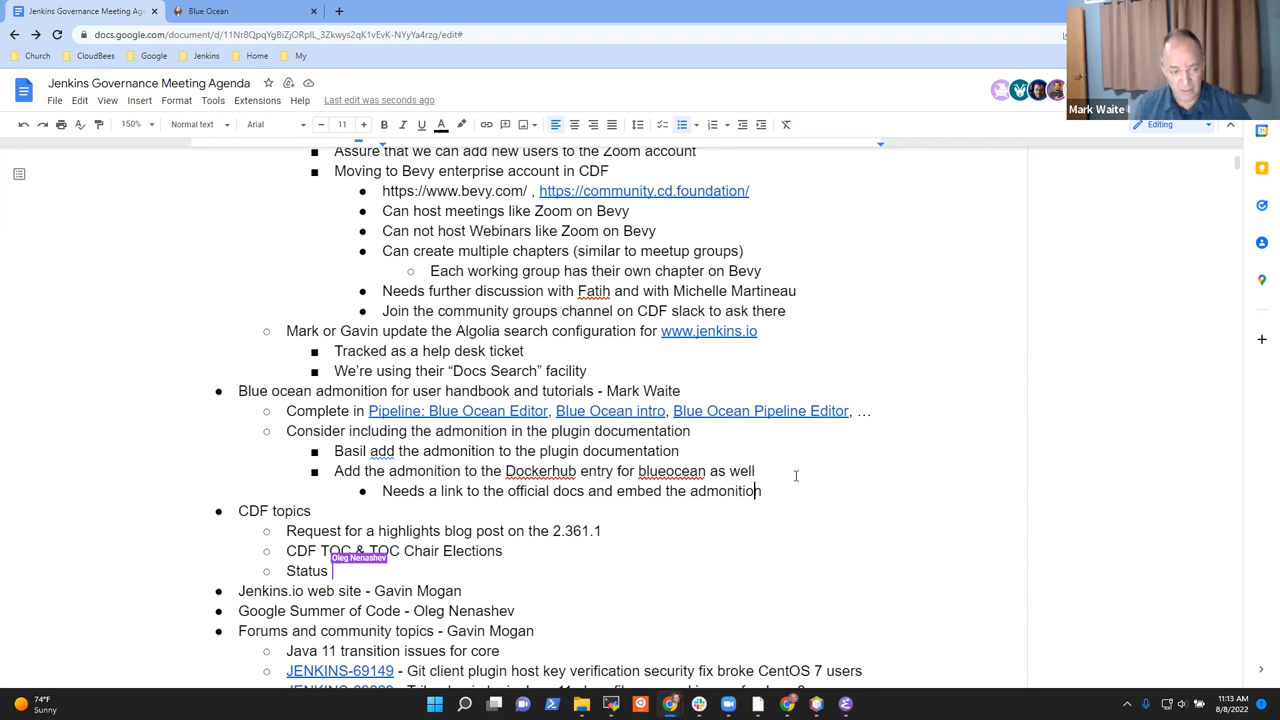 Jenkins Governance Meeting Age
Blue Ocean
docs.google.com/document/d/11Nr8QpqYgBiZjORpIL_3Zkwys2qK1vEvK-NYyYa4rzg/edit#
Church CloudBees Google Jenkins Home My
Jenkins Governance Meeting Agenda
File Edit View Insert Format Tools Extensions Help Last edit was seconds ago
Mark Waite
150% Normal text Arial 11 Editing
Assure that we can add new users to the Zoom account
Moving to Bevy enterprise account in CDF
https://www.bevy.com/ , https://community.cd.foundation/
Can host meetings like Zoom on Bevy
Can not host Webinars like Zoom on Bevy
Can create multiple chapters (similar to meetup groups)
Each working group has their own chapter on Bevy
Needs further discussion with Fatih and with Michelle Martineau
Join the community groups channel on CDF slack to ask there
Mark or Gavin update the Algolia search configuration for www.jenkins.io
Tracked as a help desk ticket
We're using their “Docs Search” facility
Blue ocean admonition for user handbook and tutorials - Mark Waite
Complete in Pipeline: Blue Ocean Editor, Blue Ocean intro, Blue Ocean Pipeline Editor, …
Consider including the admonition in the plugin documentation
Basil add the admonition to the plugin documentation
Add the admonition to the Dockerhub entry for blueocean as well
Needs a link to the official docs and embed the admonition
CDF topics
Request for a highlights blog post on the 2.361.1
CDF TOC & TOC Chair Elections
Oleg Nenashev
Status
Jenkins.io web site - Gavin Mogan
Google Summer of Code - Oleg Nenashev
Forums and community topics - Gavin Mogan
Java 11 transition issues for core
JENKINS-69149 - Git client plugin host key verification security fix broke CentOS 7 users
74°F
Sunny
11:13 AM
8/8/2022